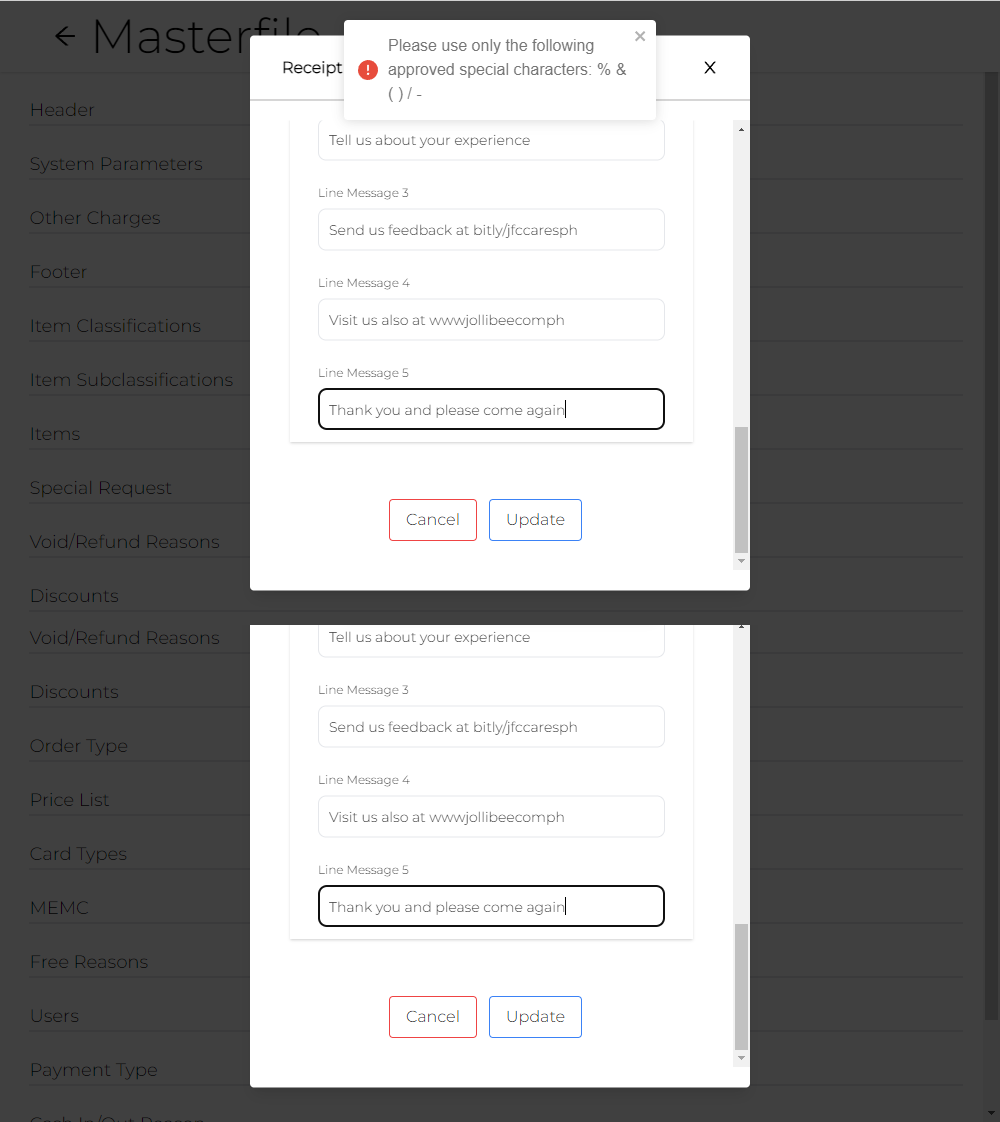 Masterfile
Please use only the following
approved special characters: % &
( ) / -
Receipt
X
Header
System Parameters
Other Charges
Footer
Item Classifications
Item Subclassifications
Items
Special Request
Void/Refund Reasons
Discounts
Tell us about your experience
Line Message 3
Send us feedback at bitly/jfccaresph
Line Message 4
Visit us also at wwwjollibeecomph
Line Message 5
Thank you and please come again
Cancel
Update
Void/Refund Reasons
Discounts
Order Type
Price List
Card Types
MEMC
Free Reasons
Users
Payment Type
Cash In/Out Reason
Tell us about your experience
Line Message 3
Send us feedback at bitly/jfccaresph
Line Message 4
Visit us also at wwwjollibeecomph
Line Message 5
Thank you and please come again
Cancel
Update